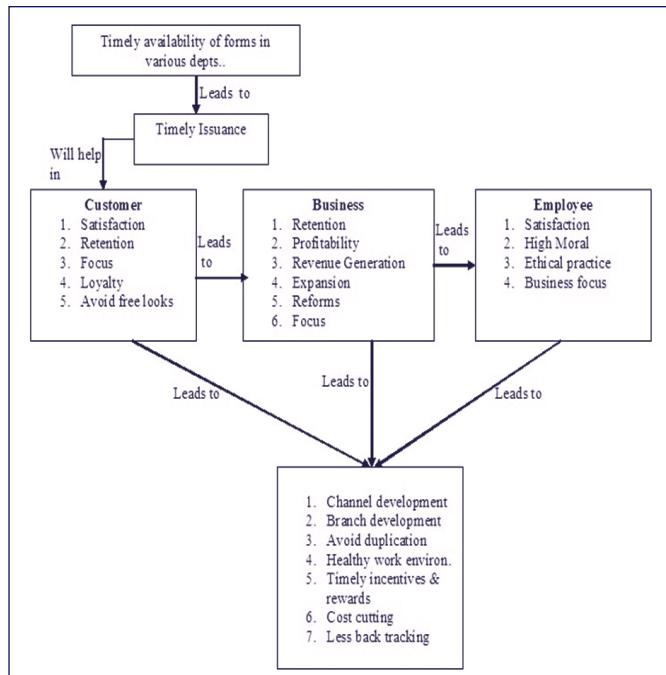 Timely availability of forms in
various depts..
Leads to
Timely Issuance
Will help
in
Customer
1. Satisfaction
2. Retention
3. Focus
4. Loyalty
5. Avoid free looks
Leads
to
Business
1. Retention
2. Profitability
3. Revenue Generation
4. Expansion
5. Reforms
6. Focus
Leads
to
Employee
1. Satisfaction
2. High Moral
3. Ethical practice
4. Business focus
Leads to
Leads to
Leads to
1. Channel development
2. Branch development
3. Avoid duplication
4. Healthy work environ.
5. Timely incentives &
rewards
6. Cost cutting
7. Less back tracking